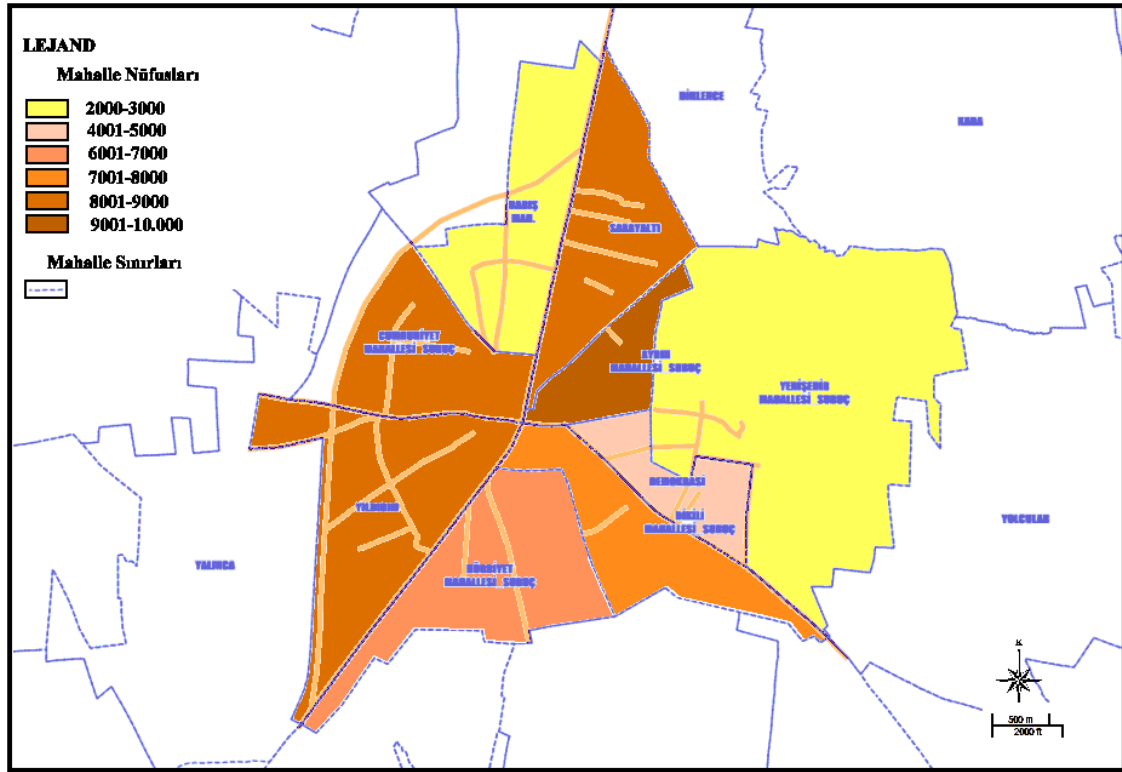 LEJAND
Mahalle Nüfusları
2000-3000
4001-5000
6001-7000
7001-8000
8001-9000
9001-10.000
Mahalle Sınırları
DİNLENCE
KARA
BARIŞ
MAH.
SARAYALTI
CUMHURİYET
MAHALLESİ SURUÇ
AYDIN
MAHALLESİ SURUÇ
YENİŞEHİR
MAHALLESİ SURUÇ
DEMOKRASİ
DİKİLİ
MAHALLESİ SURUÇ
YILDIRIM
YOLCULAR
YALINCA
HÜRRİYET
MAHALLESİ SURUÇ
K
500 m
2000 ft